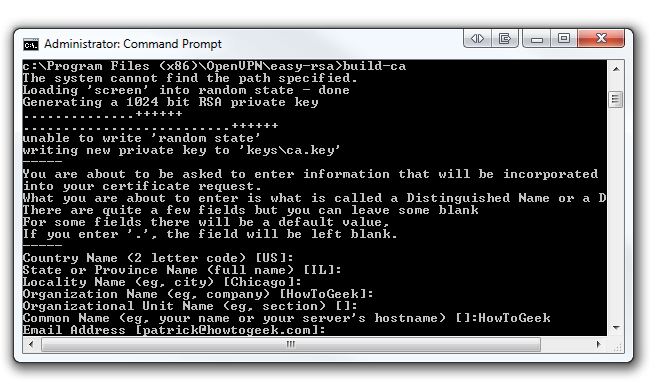 Administrator: Command Prompt
c:\Program Files (x86)\OpenVPN\easy-rsa>build-ca
The system cannot find the path specified.
Loading 'screen' into random state - done
Generating a 1024 bit RSA private key
..............++++++
............................++++++
unable to write 'random state'
writing new private key to 'keys\ca.key'
-----
You are about to be asked to enter information that will be incorporated
into your certificate request.
What you are about to enter is what is called a Distinguished Name or a D
There are quite a few fields but you can leave some blank
For some fields there will be a default value,
If you enter '.', the field will be left blank.
-----
Country Name (2 letter code) [US]:
State or Province Name (full name) [IL]:
Locality Name (eg, city) [Chicago]:
Organization Name (eg, company) [HowToGeek]:
Organizational Unit Name (eg, section) []:
Common Name (eg, your name or your server's hostname) []:HowToGeek
Email Address [patrick@howtogeek.com]: